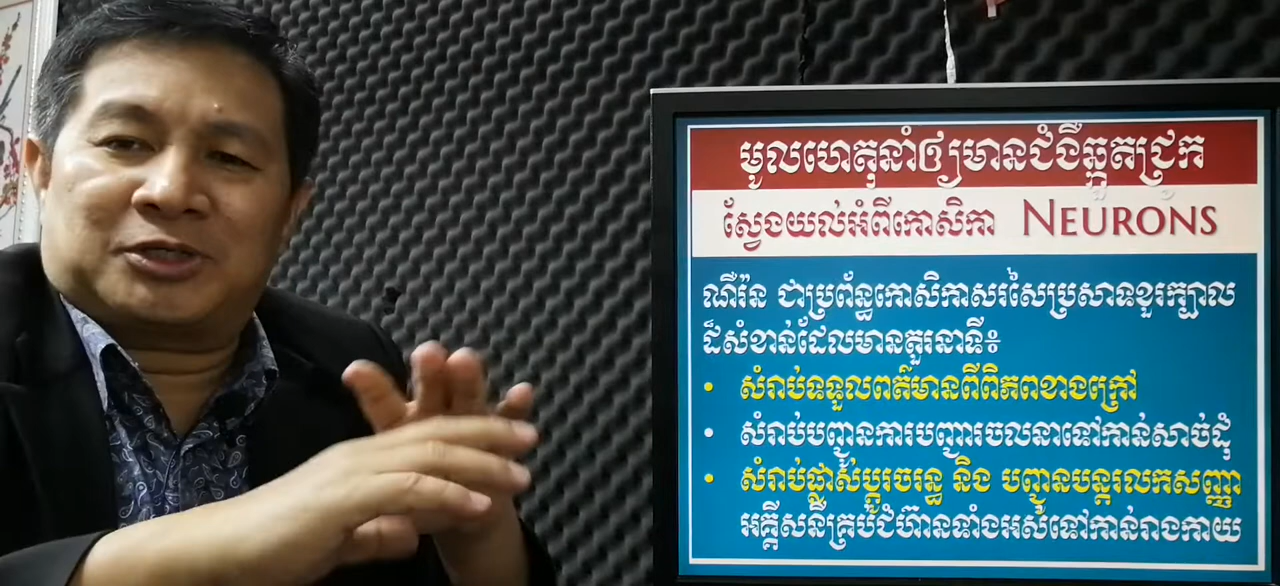 មូលហេតុនាំឲ្យមានជំងឺឆ្កួតជ្រូក
ស្វែងយល់អំពីកោសិកា NEURONS
ណឺរ៉ន ជាប្រព័ន្ធកោសិកាសរសៃប្រសាទខួរក្បាល
ដ៏សំខាន់ដែលមានតួរនាទី៖
• សំរាប់ទទួលពត៌មានពីពិភពខាងក្រៅ
• សំរាប់បញ្ជូនការបញ្ជារចលនាទៅកាន់សាច់ដុំ
• សំរាប់ផ្លាស់ប្តូរចរន្ធ និង បញ្ជូនបន្តរលកសញ្ញា
អគ្គីសនីគ្រប់ជំហ៊ានទាំងអស់ទៅកាន់រាងកាយ